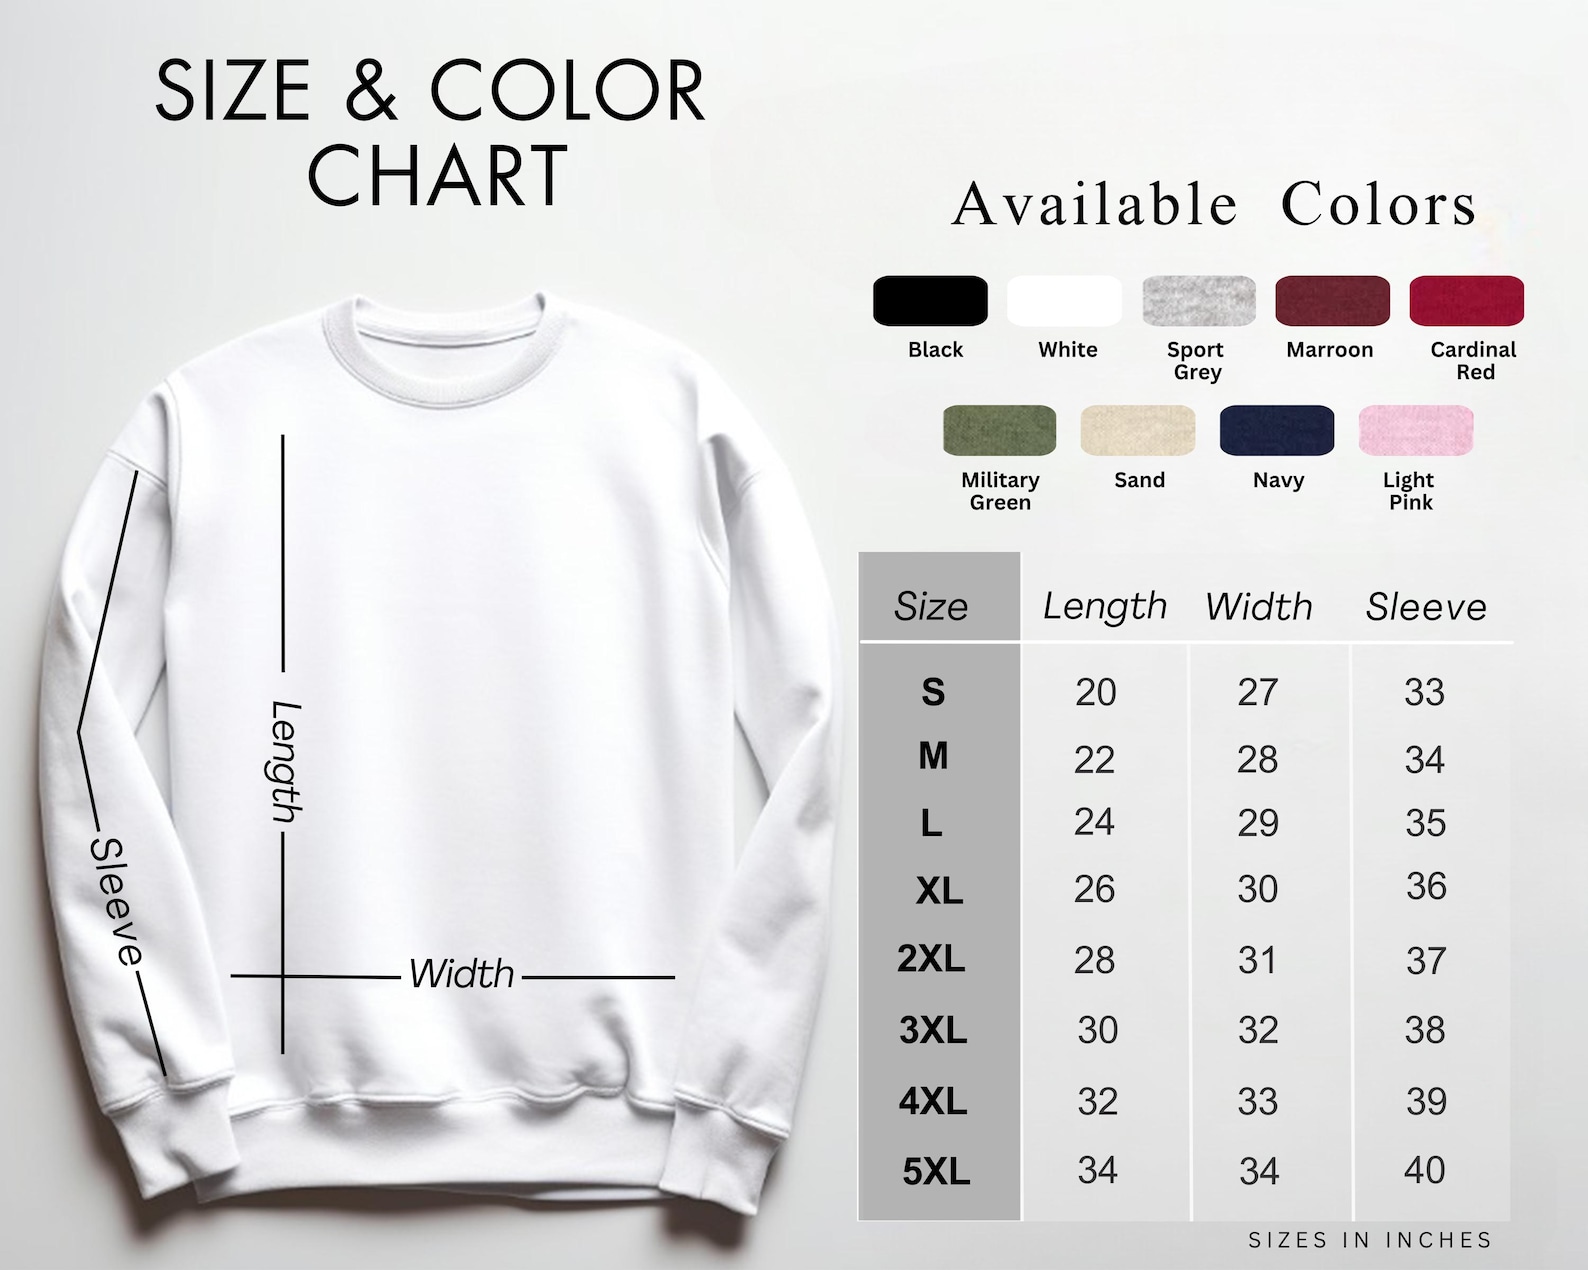 SIZE & COLOR
CHART
Available Colors
Black White Sport Marroon Cardinal
Grey Red
Military Sand Navy Light
Green Pink
Length
Sleeve
Width
Size Length Width Sleeve
S 20 27 33
M 22 28 34
L 24 29 35
XL 26 30 36
2XL 28 31 37
3XL 30 32 38
4XL 32 33 39
5XL 34 34 40
SIZES IN INCHES